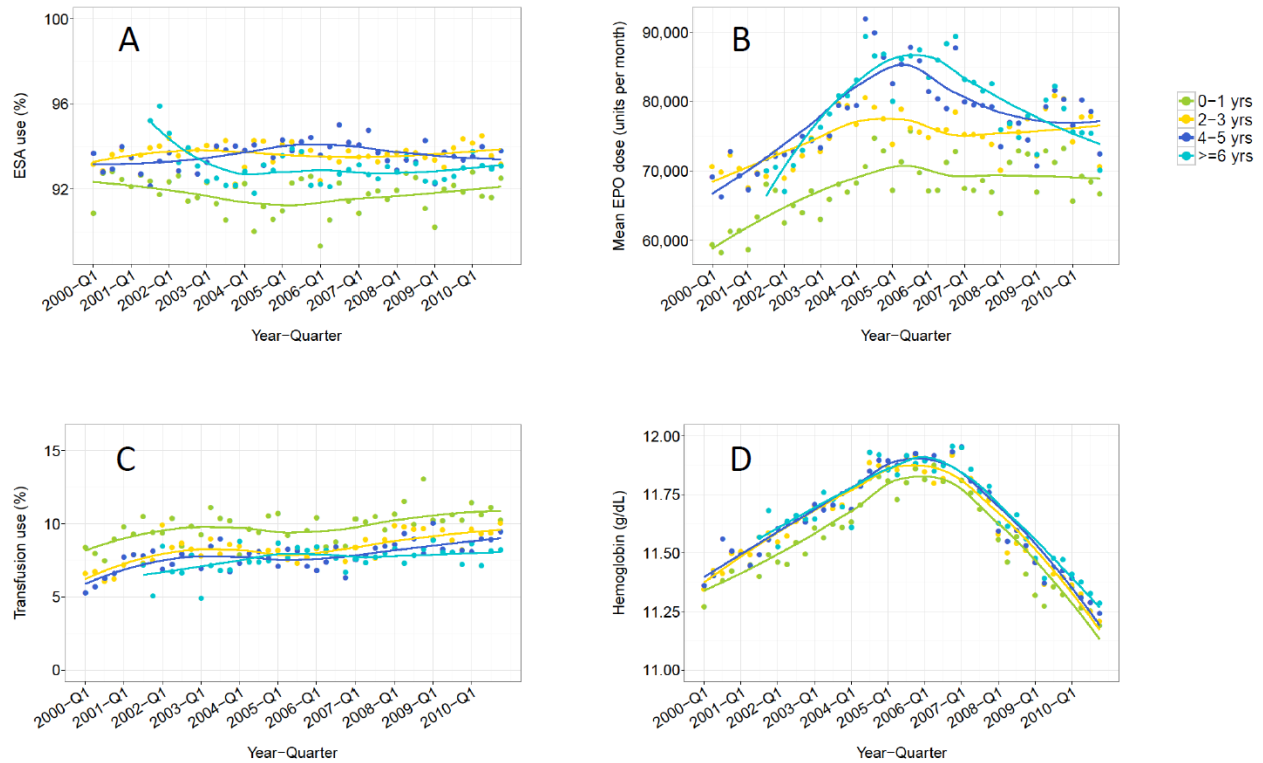 A
ESA use (%)
100
96
92
2000−Q1
2001−Q1
2002−Q1
2003−Q1
2004−Q1
2005−Q1
2006−Q1
2007−Q1
2008−Q1
2009−Q1
2010−Q1
Year−Quarter
B
Mean EPO dose (units per month)
90,000
80,000
70,000
60,000
2000−Q1
2001−Q1
2002−Q1
2003−Q1
2004−Q1
2005−Q1
2006−Q1
2007−Q1
2008−Q1
2009−Q1
2010−Q1
Year−Quarter
0−1 yrs
2−3 yrs
4−5 yrs
>=6 yrs
C
Transfusion use (%)
15
10
5
0
2000−Q1
2001−Q1
2002−Q1
2003−Q1
2004−Q1
2005−Q1
2006−Q1
2007−Q1
2008−Q1
2009−Q1
2010−Q1
Year−Quarter
D
Hemoglobin (g/dL)
12.00
11.75
11.50
11.25
11.00
2000−Q1
2001−Q1
2002−Q1
2003−Q1
2004−Q1
2005−Q1
2006−Q1
2007−Q1
2008−Q1
2009−Q1
2010−Q1
Year−Quarter